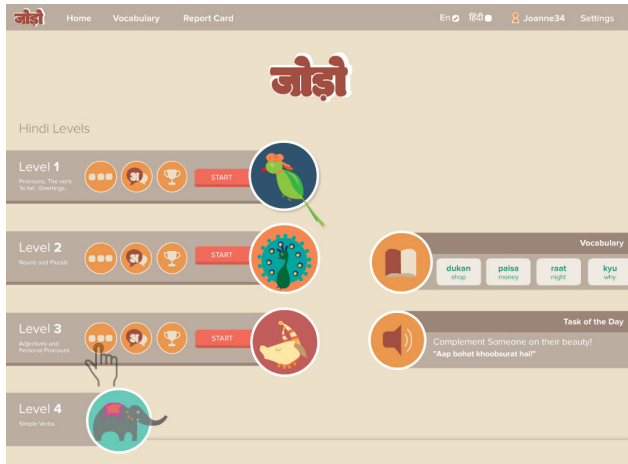 जोड़ो Home Vocabulary Report Card En हिंदी Joanne34 Settings
जोड़ो
Hindi Levels
Level 1
Pronouns, The verb
'to be', Greetings
START
Level 2
Nouns and Plurals
START
Vocabulary
dukan paisa raat kyu
shop money night why
Level 3
Adjectives and
Personal Pronouns
START
Task of the Day
Complement Someone on their beauty!
"Aap bohot khoobsurat hai!"
Level 4
Simple Verbs